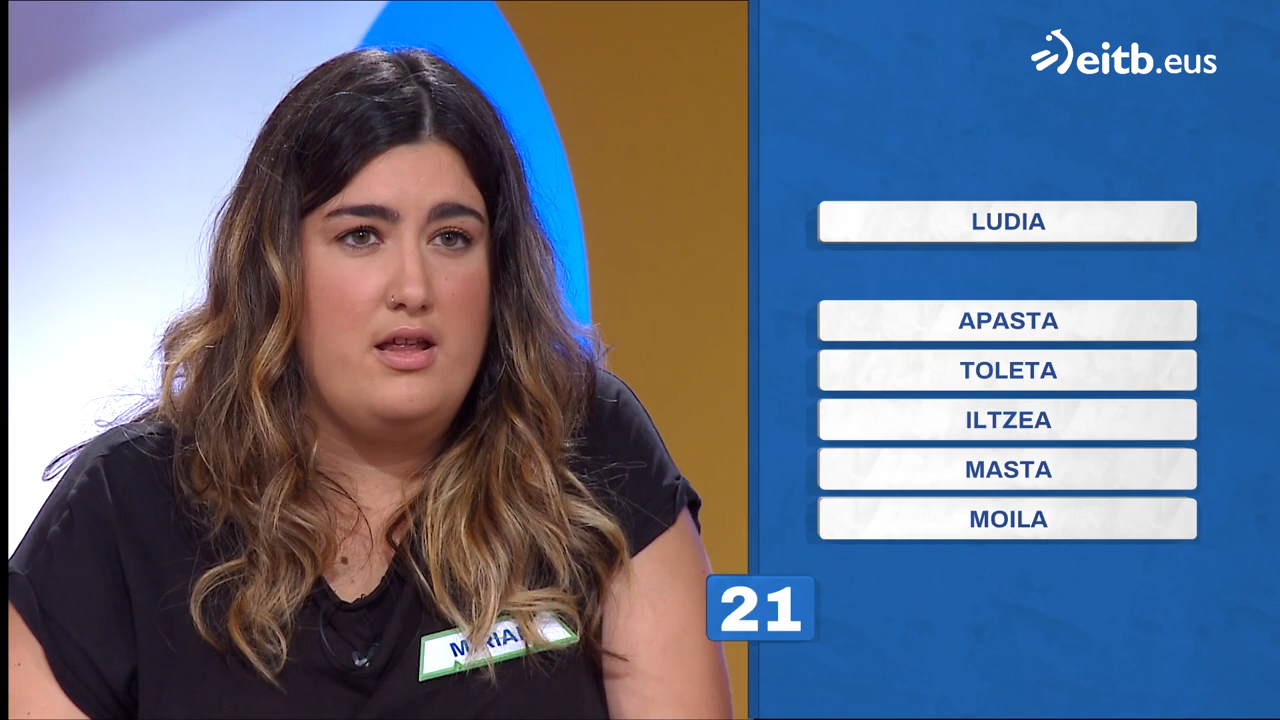 eitb.eus
LUDIA
APASTA
TOLETA
ILTZEA
MASTA
MOILA
21